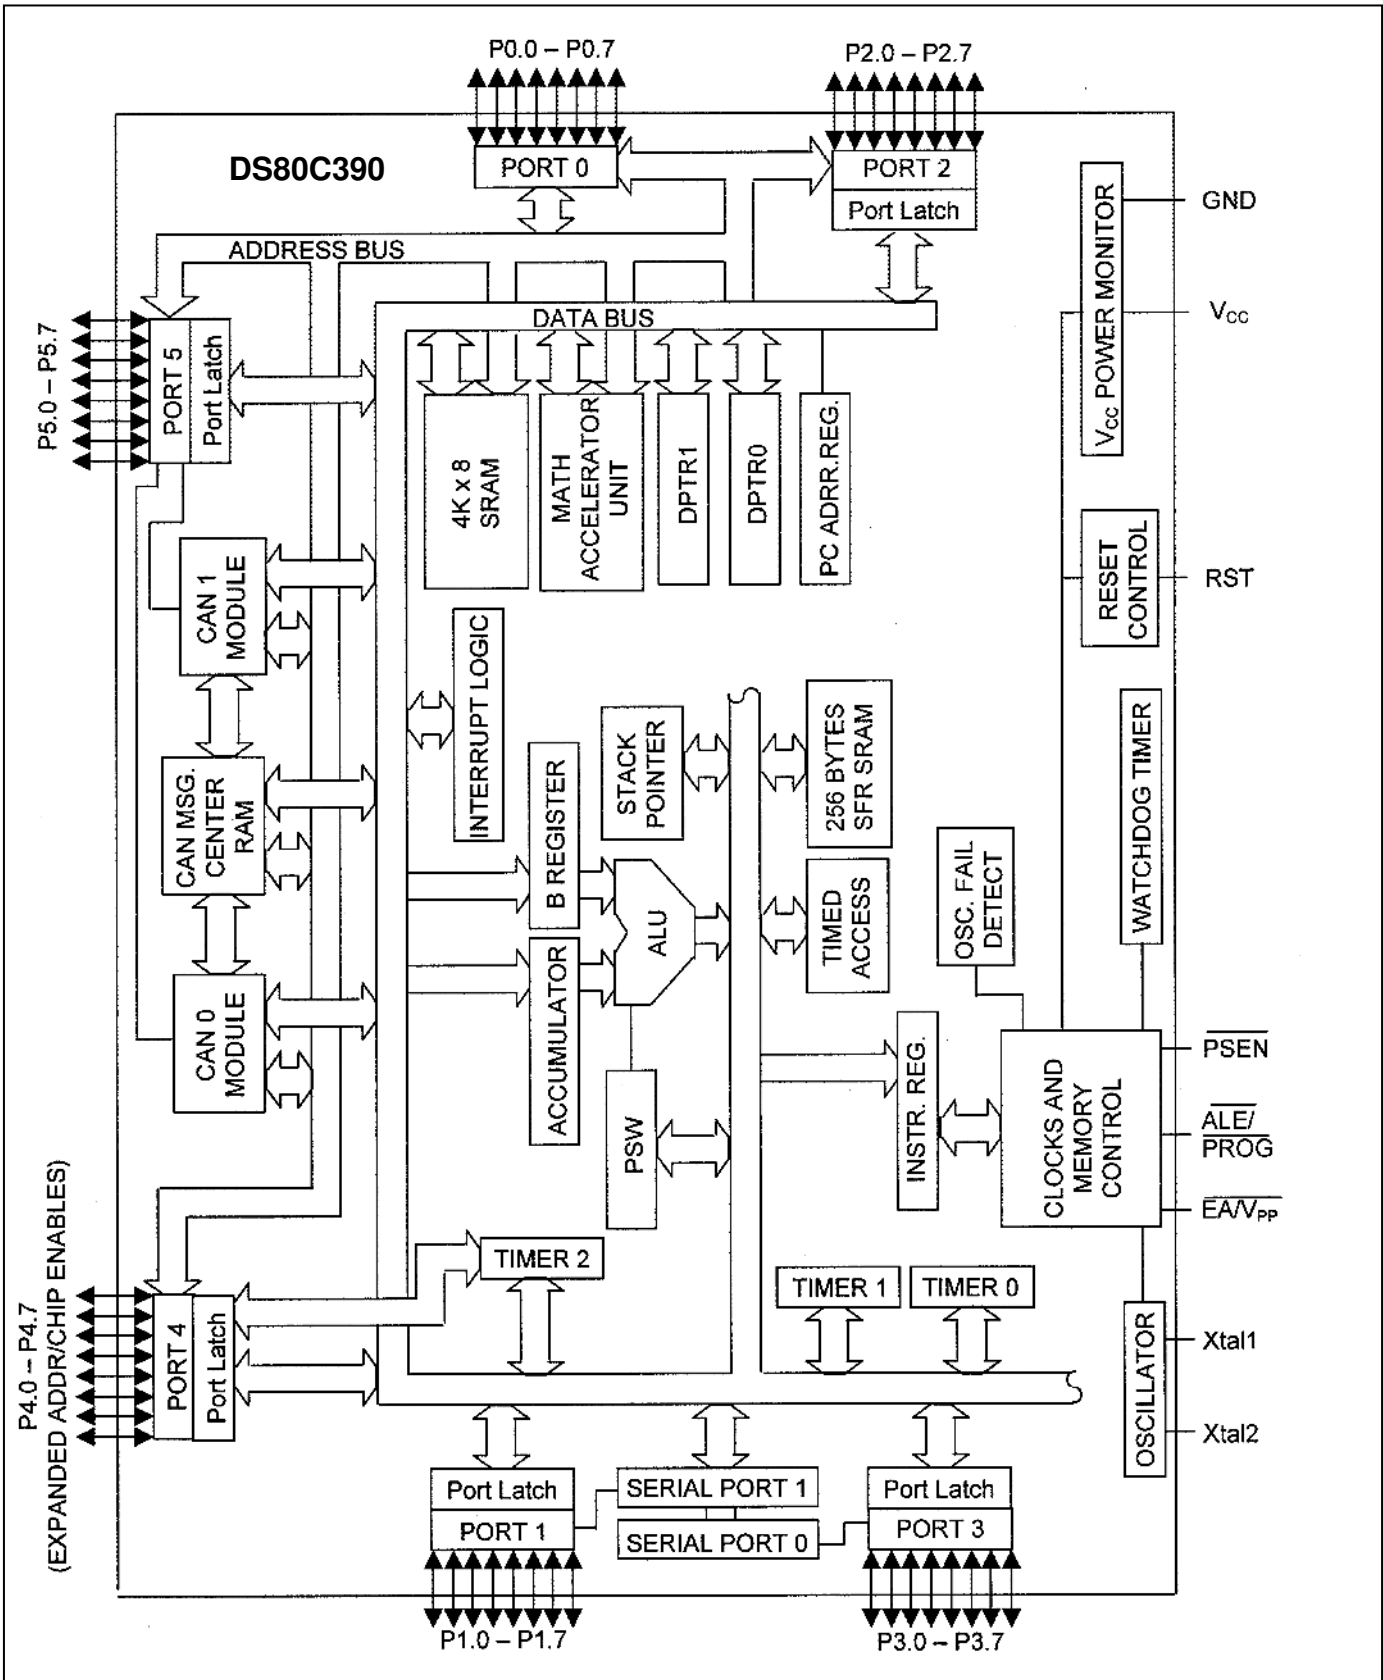 P0.0 – P0.7
P2.0 – P2.7
DS80C390
PORT 0
PORT 2
Port Latch
GND
ADDRESS BUS
V_CC POWER MONITOR
V_CC
DATA BUS
P5.0 – P5.7
PORT 5
Port Latch
4K x 8
SRAM
MATH
ACCELERATOR
UNIT
DPTR1
DPTR0
PC ADRR.REG.
RESET
CONTROL
RST
CAN 1
MODULE
INTERRUPT LOGIC
STACK
POINTER
256 BYTES
SFR SRAM
WATCHDOG TIMER
CAN MSG.
CENTER
RAM
B REGISTER
ALU
TIMED
ACCESS
OSC. FAIL
DETECT
ACCUMULATOR
CAN 0
MODULE
PSW
INSTR. REG.
CLOCKS AND
MEMORY
CONTROL
PSEN
ALE/
PROG
EA/V_PP
P4.0 – P4.7
(EXPANDED ADDR/CHIP ENABLES)
TIMER 2
TIMER 1
TIMER 0
PORT 4
Port Latch
OSCILLATOR
Xtal1
Xtal2
Port Latch
PORT 1
SERIAL PORT 1
SERIAL PORT 0
Port Latch
PORT 3
P1.0 – P1.7
P3.0 – P3.7